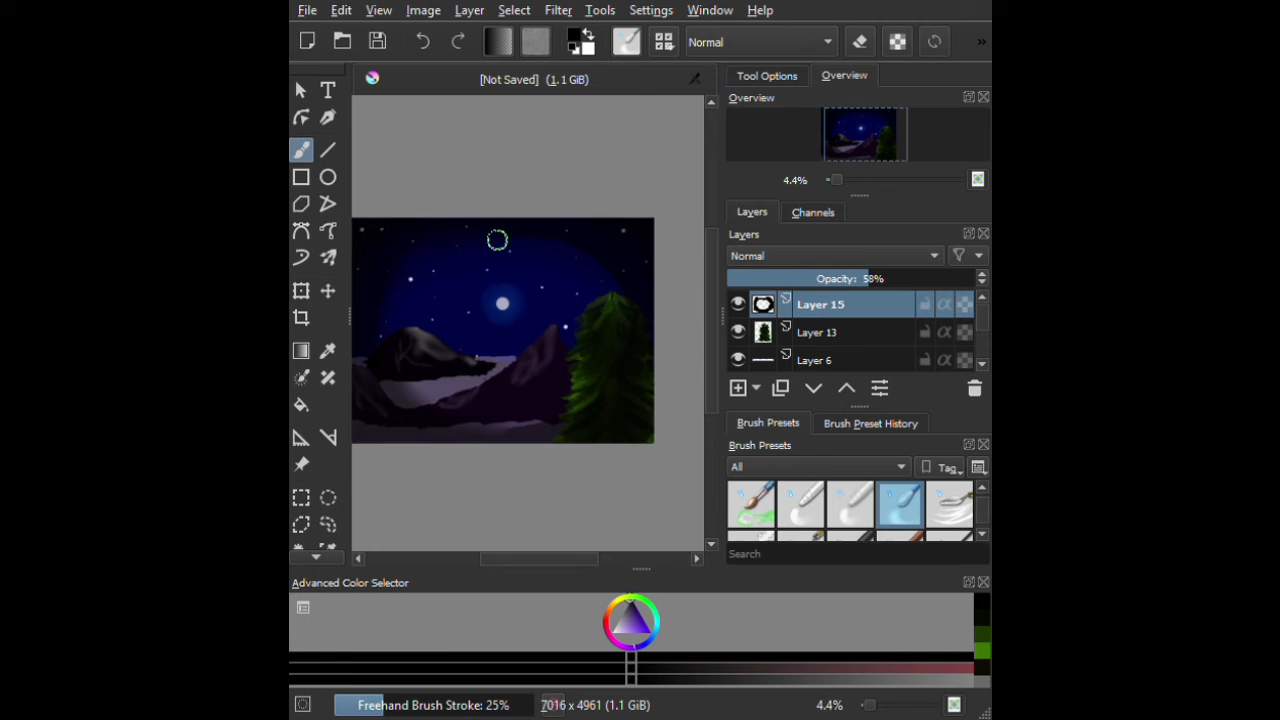 File Edit View Image Layer Select Filter Tools Settings Window Help
Normal
»
[Not Saved] (1.1 GiB)
Tool Options Overview
Overview
4.4%
Layers Channels
Layers
Normal
Opacity: 58%
Layer 15
Layer 13
Layer 6
Brush Presets Brush Preset History
Brush Presets
All
Tag
Search
Advanced Color Selector
Freehand Brush Stroke: 25% 7016 x 4961 (1.1 GiB) 4.4%